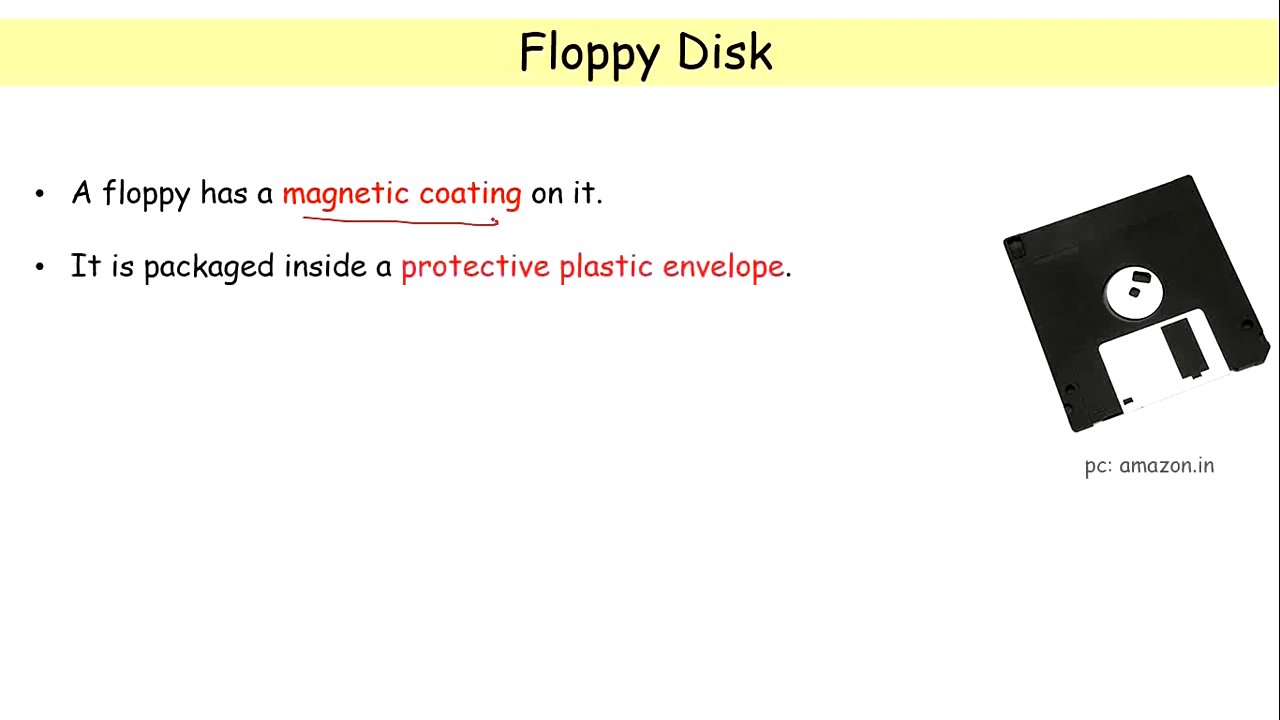 Floppy Disk
• A floppy has a magnetic coating on it.
• It is packaged inside a protective plastic envelope.
pc: amazon.in